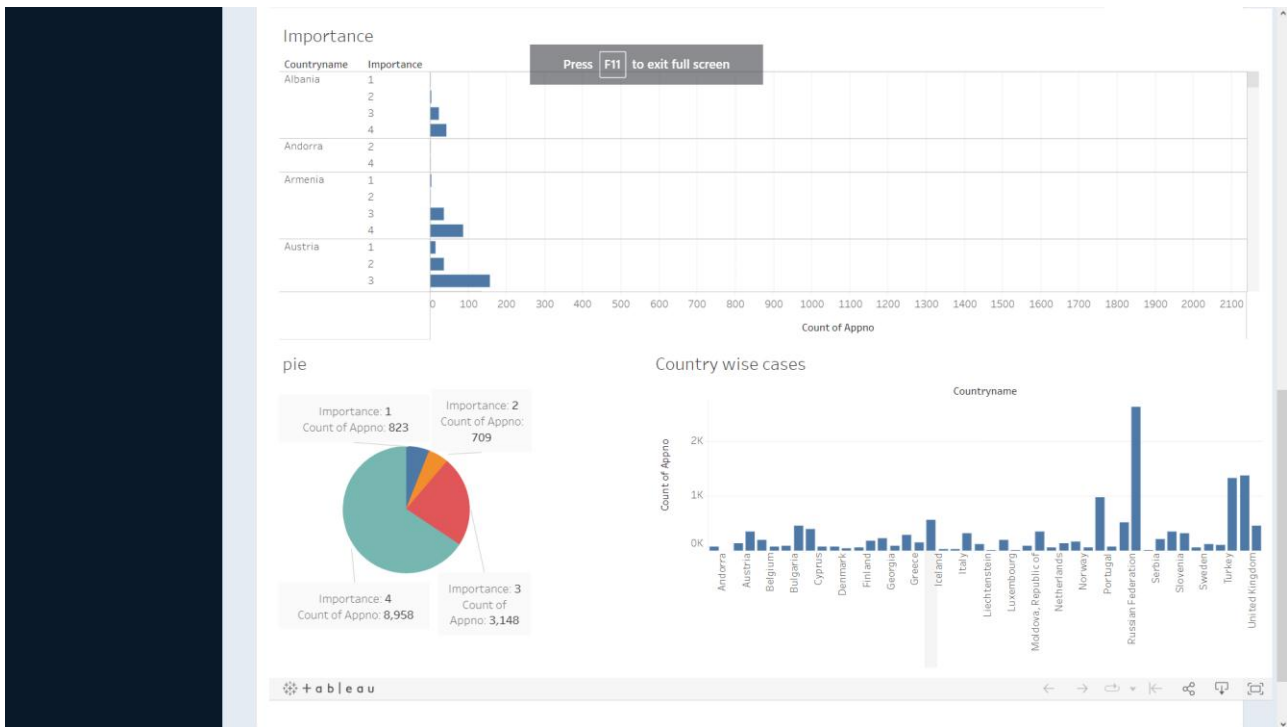 Importance
Press F11 to exit full screen
Countryname Importance
Albania 1
2
3
4
Andorra 2
4
Armenia 1
2
3
4
Austria 1
2
3
0 100 200 300 400 500 600 700 800 900 1000 1100 1200 1300 1400 1500 1600 1700 1800 1900 2000 2100
Count of Appno
pie
Importance: 1
Count of Appno: 823
Importance: 2
Count of Appno:
709
Importance: 4
Count of Appno: 8,958
Importance: 3
Count of
Appno: 3,148
Country wise cases
Countryname
Count of Appno
2K
1K
0K
Andorra
Austria
Belgium
Bulgaria
Cyprus
Denmark
Finland
Georgia
Greece
Iceland
Italy
Liechtenstein
Luxembourg
Moldova, Republic of
Netherlands
Norway
Portugal
Russian Federation
Serbia
Slovenia
Sweden
Turkey
United Kingdom
+ableau